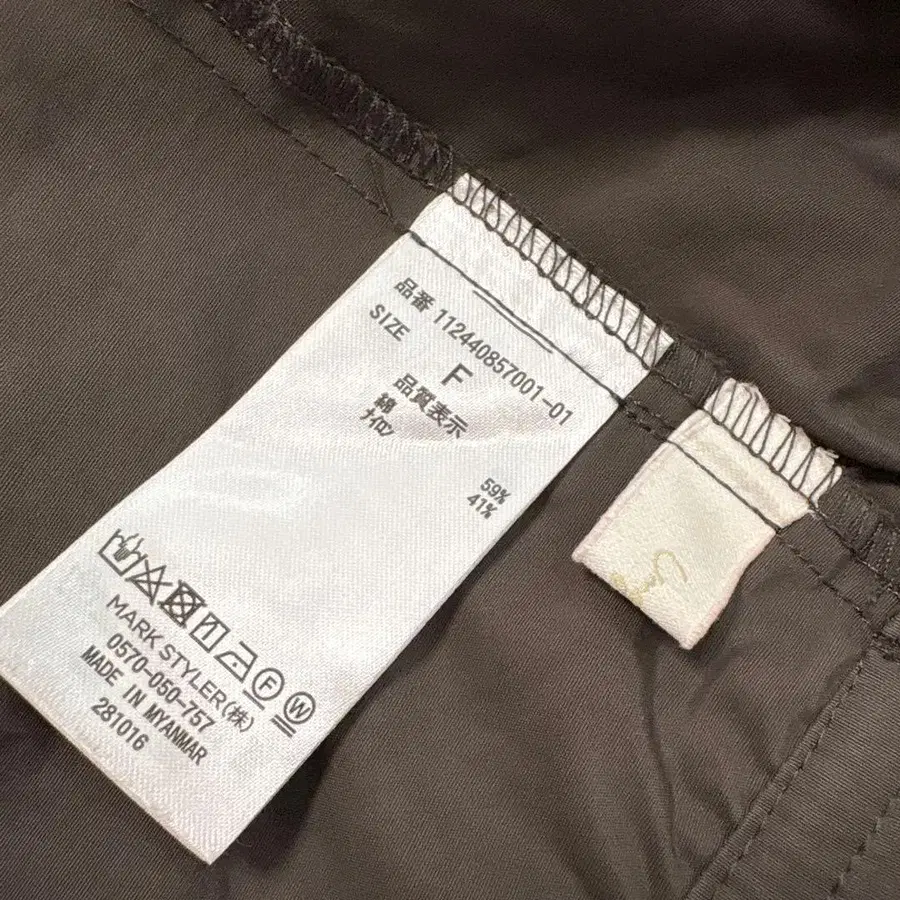 品番 112440857001-01
SIZE F
品質表示
綿 59%
ナイロン 41%
F W
MARK STYLER(株)
0570-050-757
MADE IN MYANMAR
281016